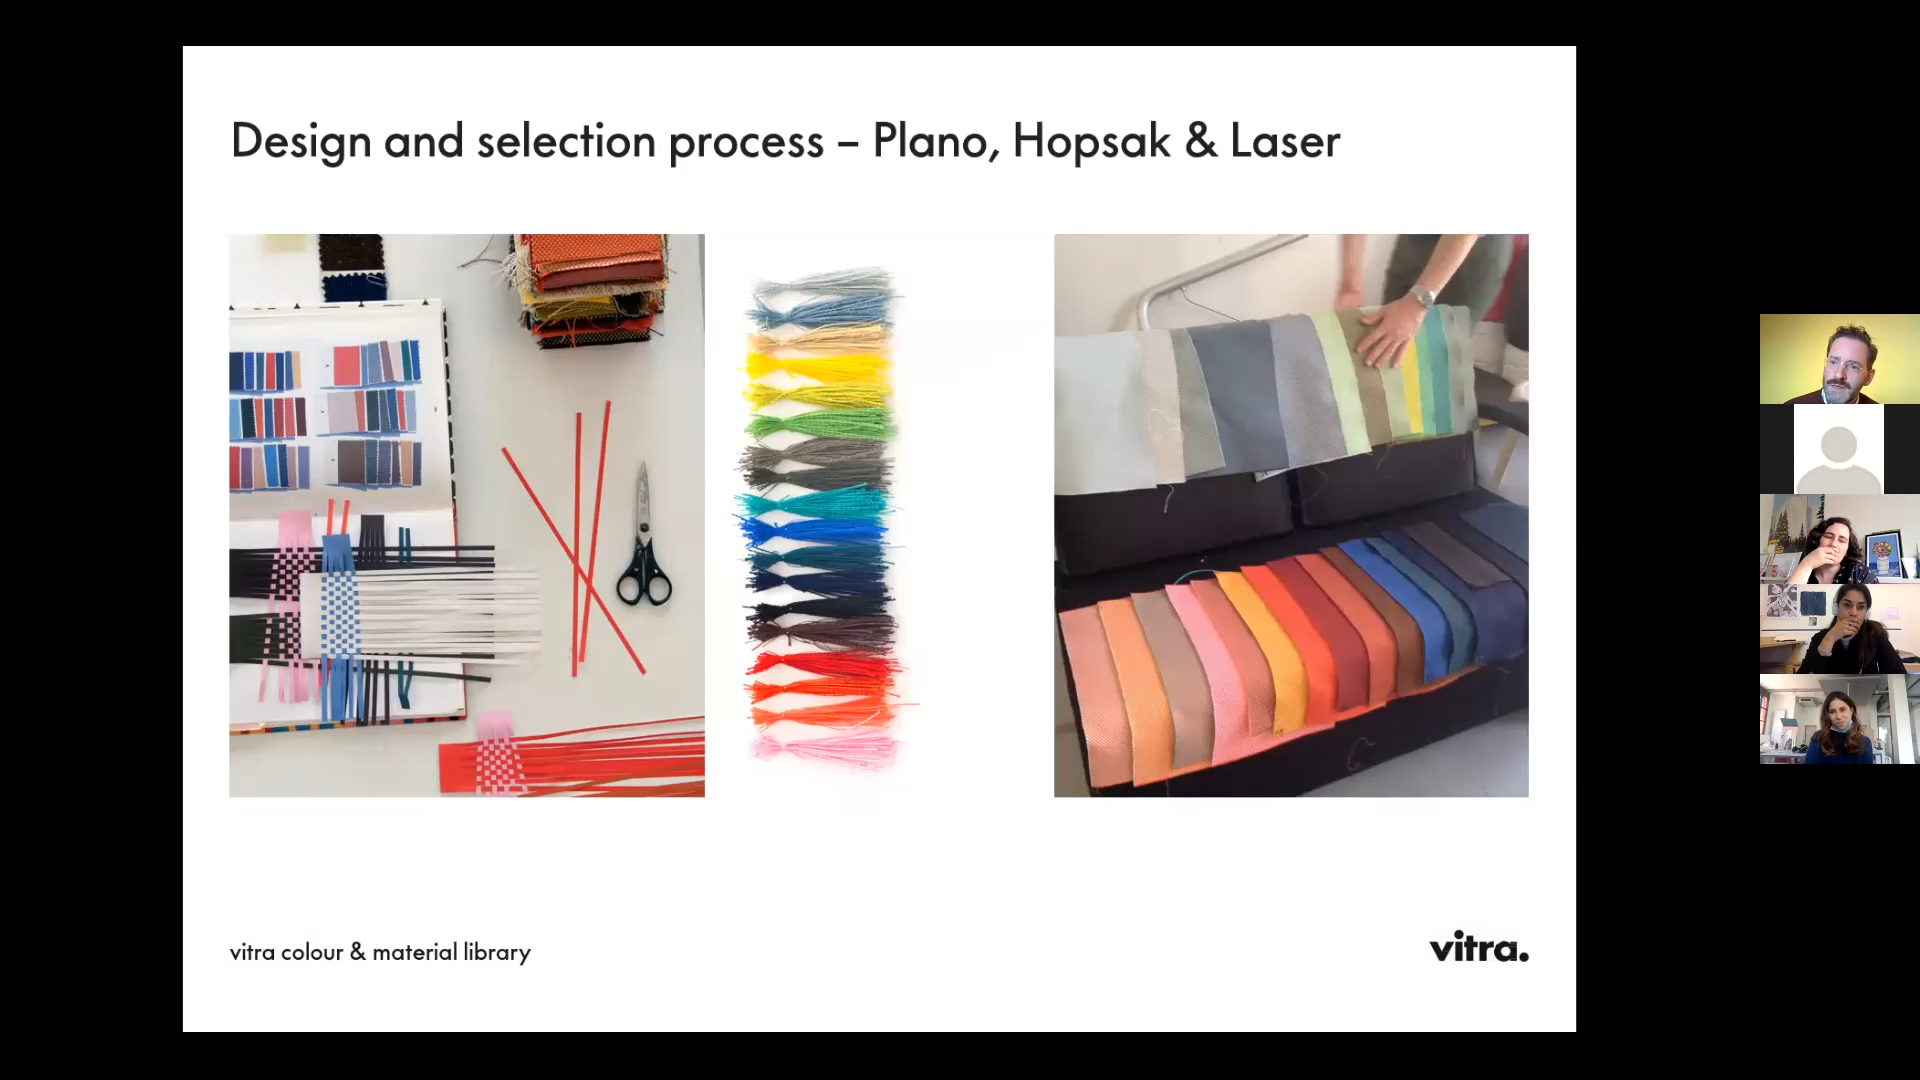 Design and selection process – Plano, Hopsak & Laser
vitra colour & material library
vitra.